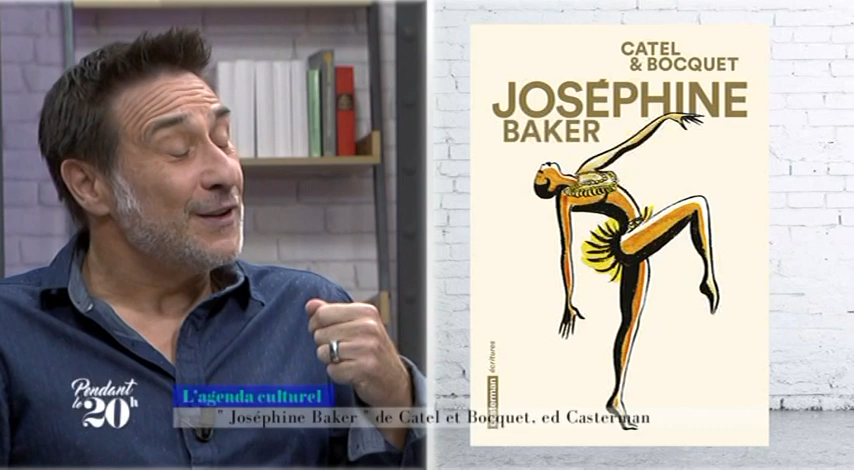 CATEL
& BOCQUET
JOSÉPHINE
BAKER
écritures
casterman
Pendant
le 20h
L'agenda culturel
" Joséphine Baker " de Catel et Bocquet, ed Casterman